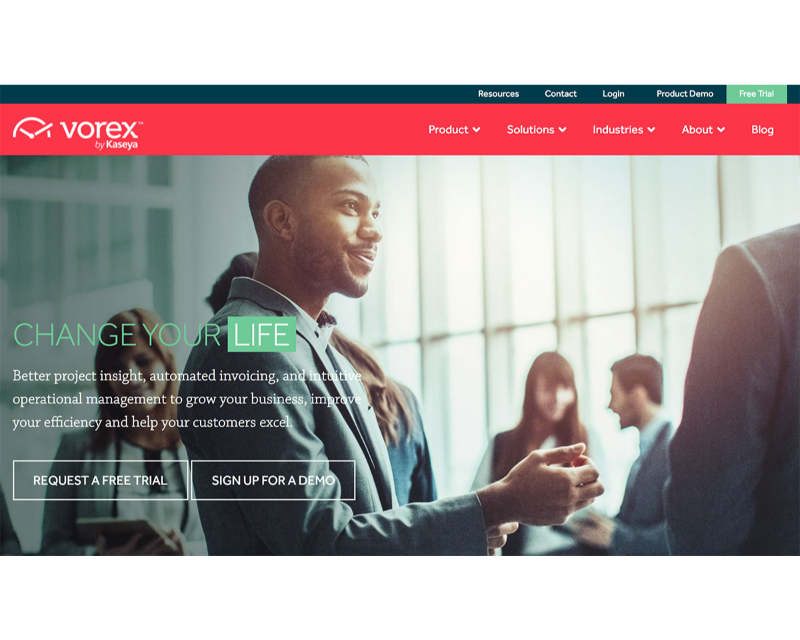 Resources Contact Login Product Demo Free Trial
vorex™
by Kaseya
Product Solutions Industries About Blog
CHANGE YOUR LIFE
Better project insight, automated invoicing, and intuitive
operational management to grow your business, improve
your efficiency and help your customers excel.
REQUEST A FREE TRIAL SIGN UP FOR A DEMO